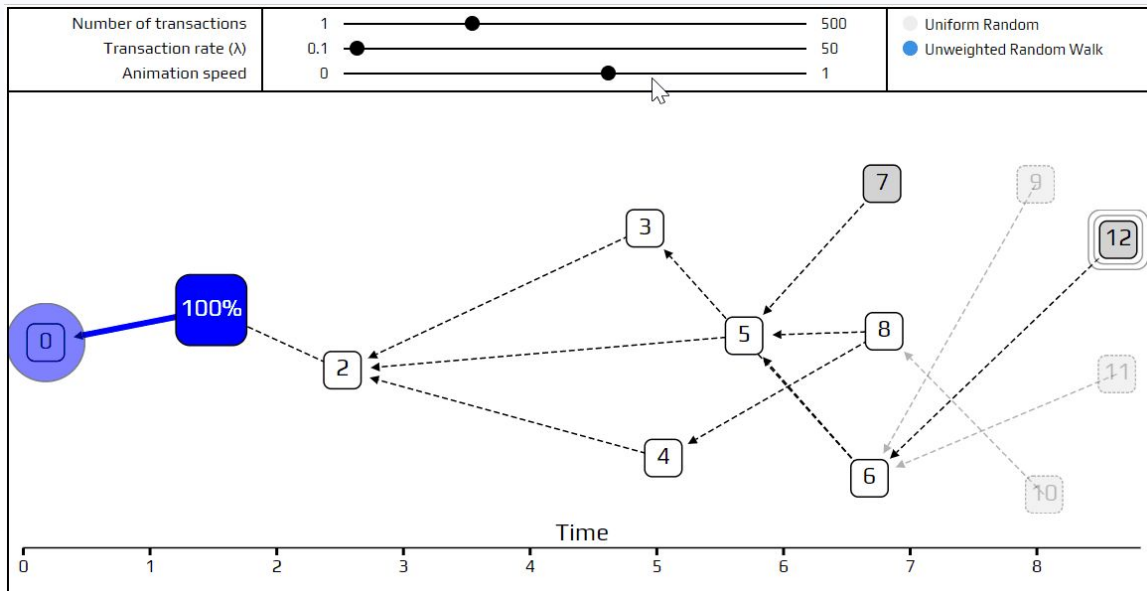 Number of transactions 1 500
Transaction rate (λ) 0.1 50
Animation speed 0 1
Uniform Random
Unweighted Random Walk
7
9
3
12
100%
0
5
8
2
11
4
6
10
Time
0 1 2 3 4 5 6 7 8